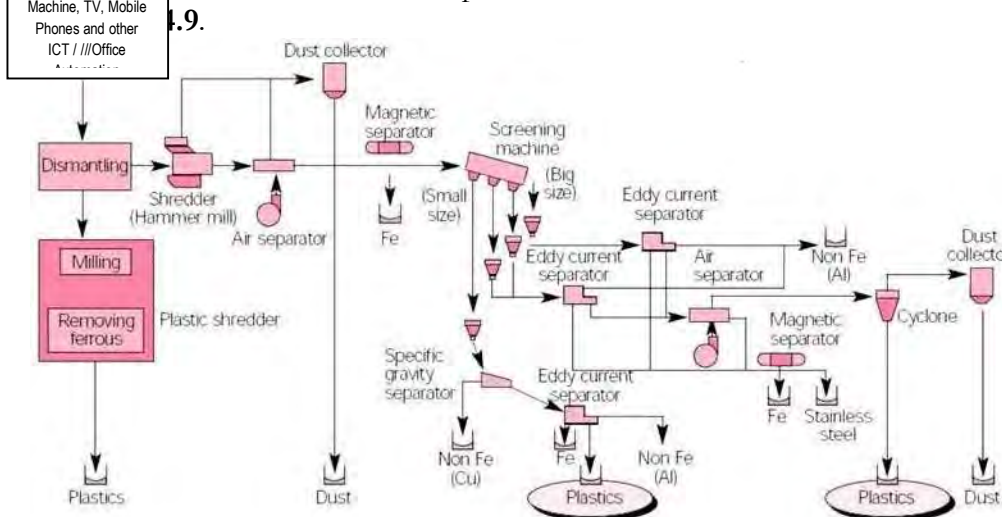 Machine, TV, Mobile
Phones and other
ICT / ///Office
Automation
4.9.
Dust collector
Magnetic
separator
Screening
machine
Dismantling
Shredder
(Hammer mill)
Air separator
Fe
(Small
size)
(Big
size)
Eddy current
separator
Eddy current
separator
Air
separator
Non Fe
(Al)
Dust
collecto
Milling
Removing
ferrous
Plastic shredder
Magnetic
separator
Cyclone
Specific
gravity
separator
Eddy current
separator
Fe
Stainless
steel
Non Fe
(Cu)
Fe
Non Fe
(Al)
Plastics
Dust
Plastics
Plastics
Dust